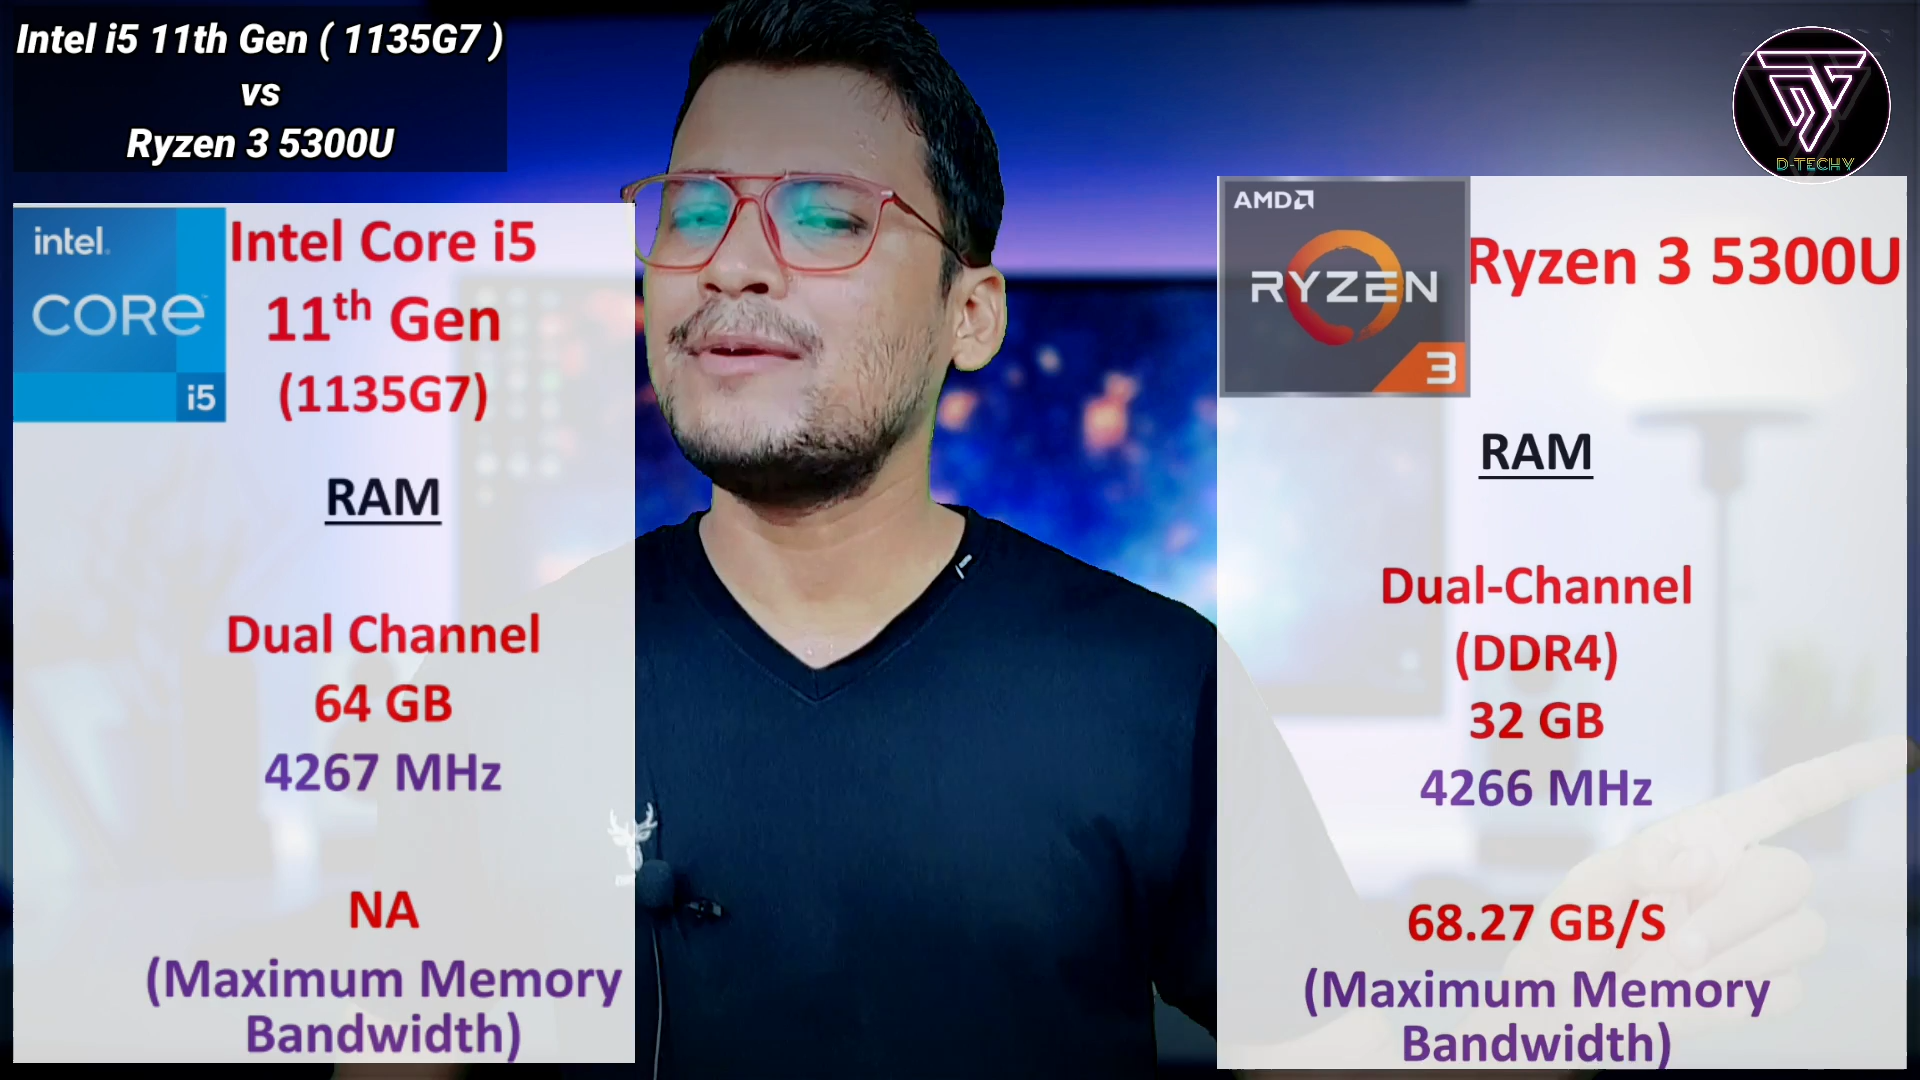 Intel i5 11th Gen ( 1135G7 )
vs
Ryzen 3 5300U
D-TECHY
intel.
CORE™
i5
Intel Core i5
11th Gen
(1135G7)
RAM
Dual Channel
64 GB
4267 MHz
NA
(Maximum Memory
Bandwidth)
AMD
RYZEN
3
Ryzen 3 5300U
RAM
Dual-Channel
(DDR4)
32 GB
4266 MHz
68.27 GB/S
(Maximum Memory
Bandwidth)